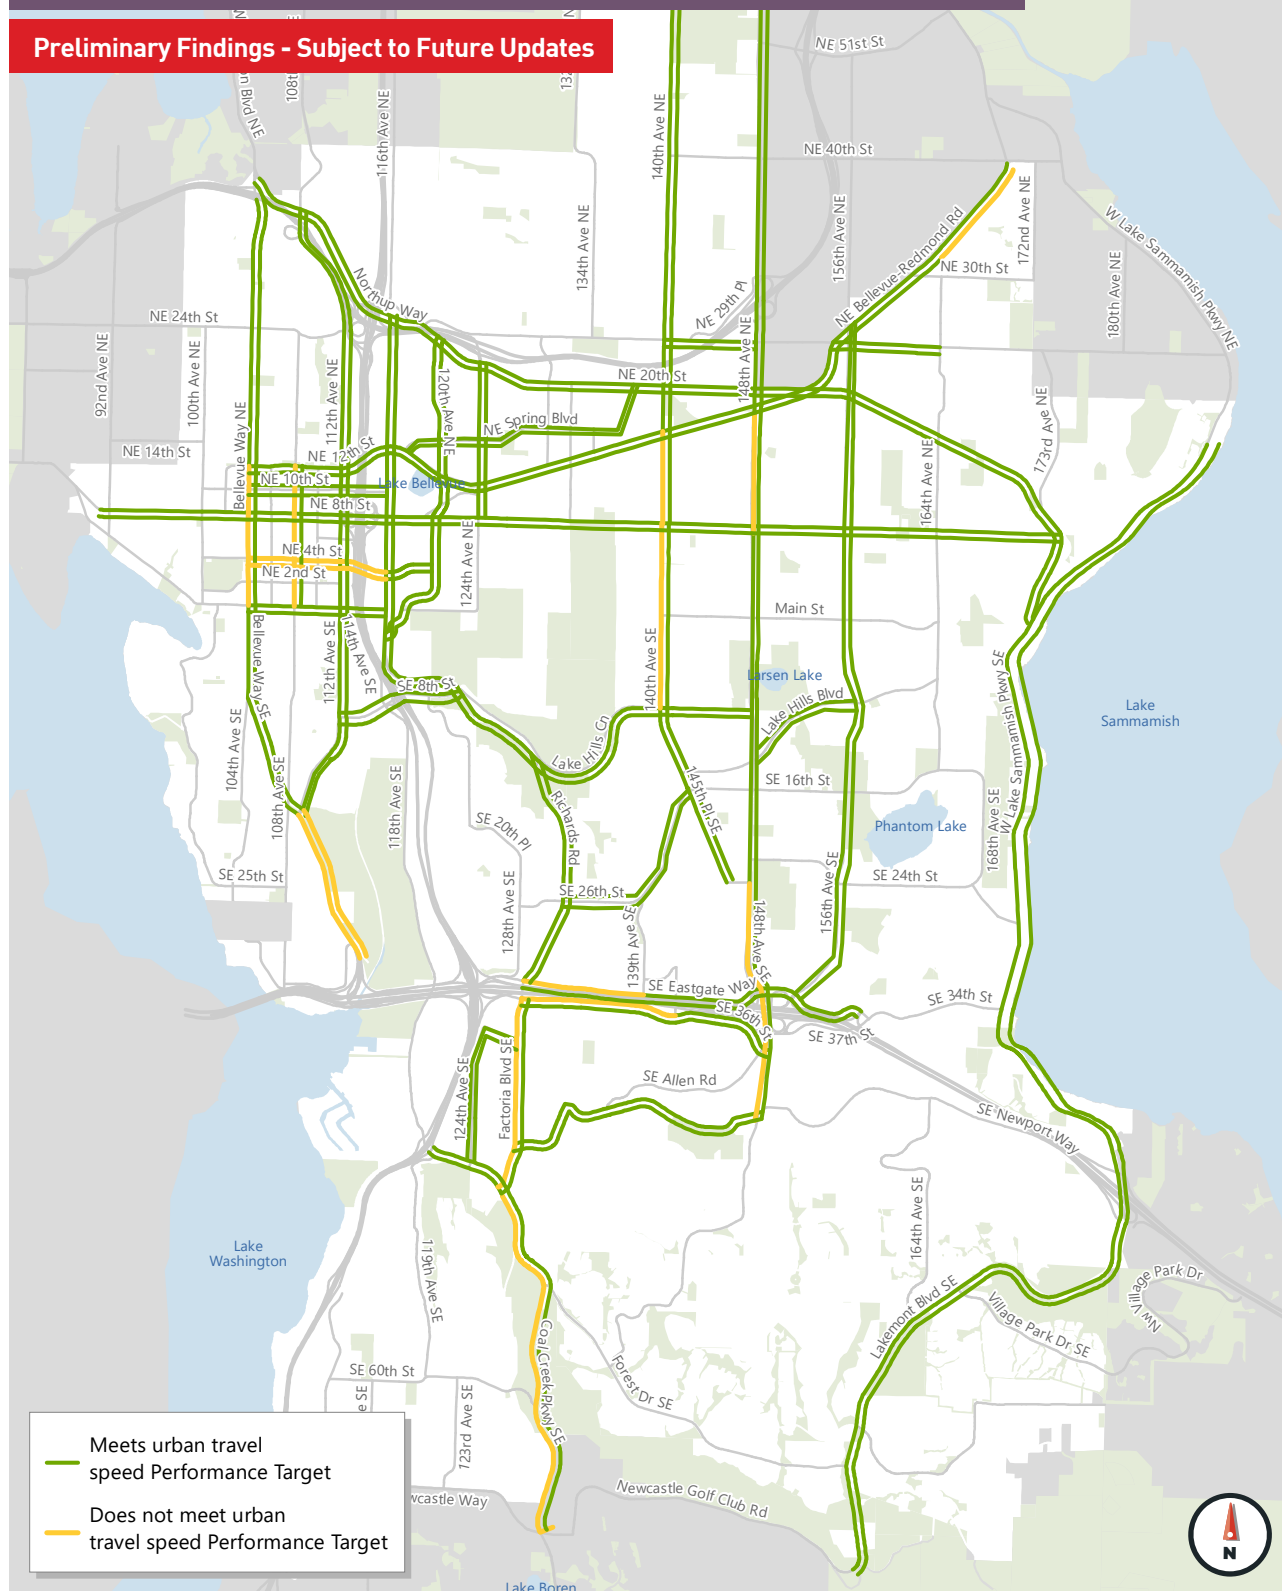 Preliminary Findings - Subject to Future Updates
NE 51st St
108t
on Blvd NE
116th Ave NE
132
140th Ave NE
NE 40th St
134th Ave NE
156th Ave NE
172nd Ave NE
W Lake Sammamish Pkwy NE
NE Bellevue-Redmond Rd
NE 30th St
180th Ave NE
Northup Way
NE 29th Pl
NE 24th St
148th Ave NE
92nd Ave NE
100th Ave NE
112th Ave NE
120th Ave NE
NE 20th St
Bellevue Way NE
NE Spring Blvd
173rd Ave NE
NE 14th St
NE 12th St
164th Ave NE
NE 10th St
Lake Bellevue
NE 8th St
124th Ave NE
NE 4th St
NE 2nd St
Main St
Bellevue Way SE
112th Ave SE
114th Ave SE
140th Ave SE
Larsen Lake
SE 8th St
Lake Hills Blvd
W Lake Sammamish Pkwy SE
Lake
Sammamish
104th Ave SE
Lake Hills Cn
108th Ave SE
118th Ave SE
145th Pl SE
SE 16th St
Richards Rd
SE 20th Pl
Phantom Lake
168th Ave SE
SE 25th St
SE 26th St
SE 24th St
128th Ave SE
139th Ave SE
148th Ave SE
156th Ave SE
SE Eastgate Way
SE 36th St
SE 34th St
SE 37th St
124th Ave SE
Factoria Blvd SE
SE Allen Rd
SE Newport Way
164th Ave SE
Lake
Washington
119th Ave SE
NW Village Park Dr
Lakemont Blvd SE
Village Park Dr SE
Coal Creek Pkwy SE
SE 60th St
Forest Dr SE
e SE
123rd Ave SE
wcastle Way
Newcastle Golf Club Rd
Lake Boren
Meets urban travel
speed Performance Target
Does not meet urban
travel speed Performance Target
N